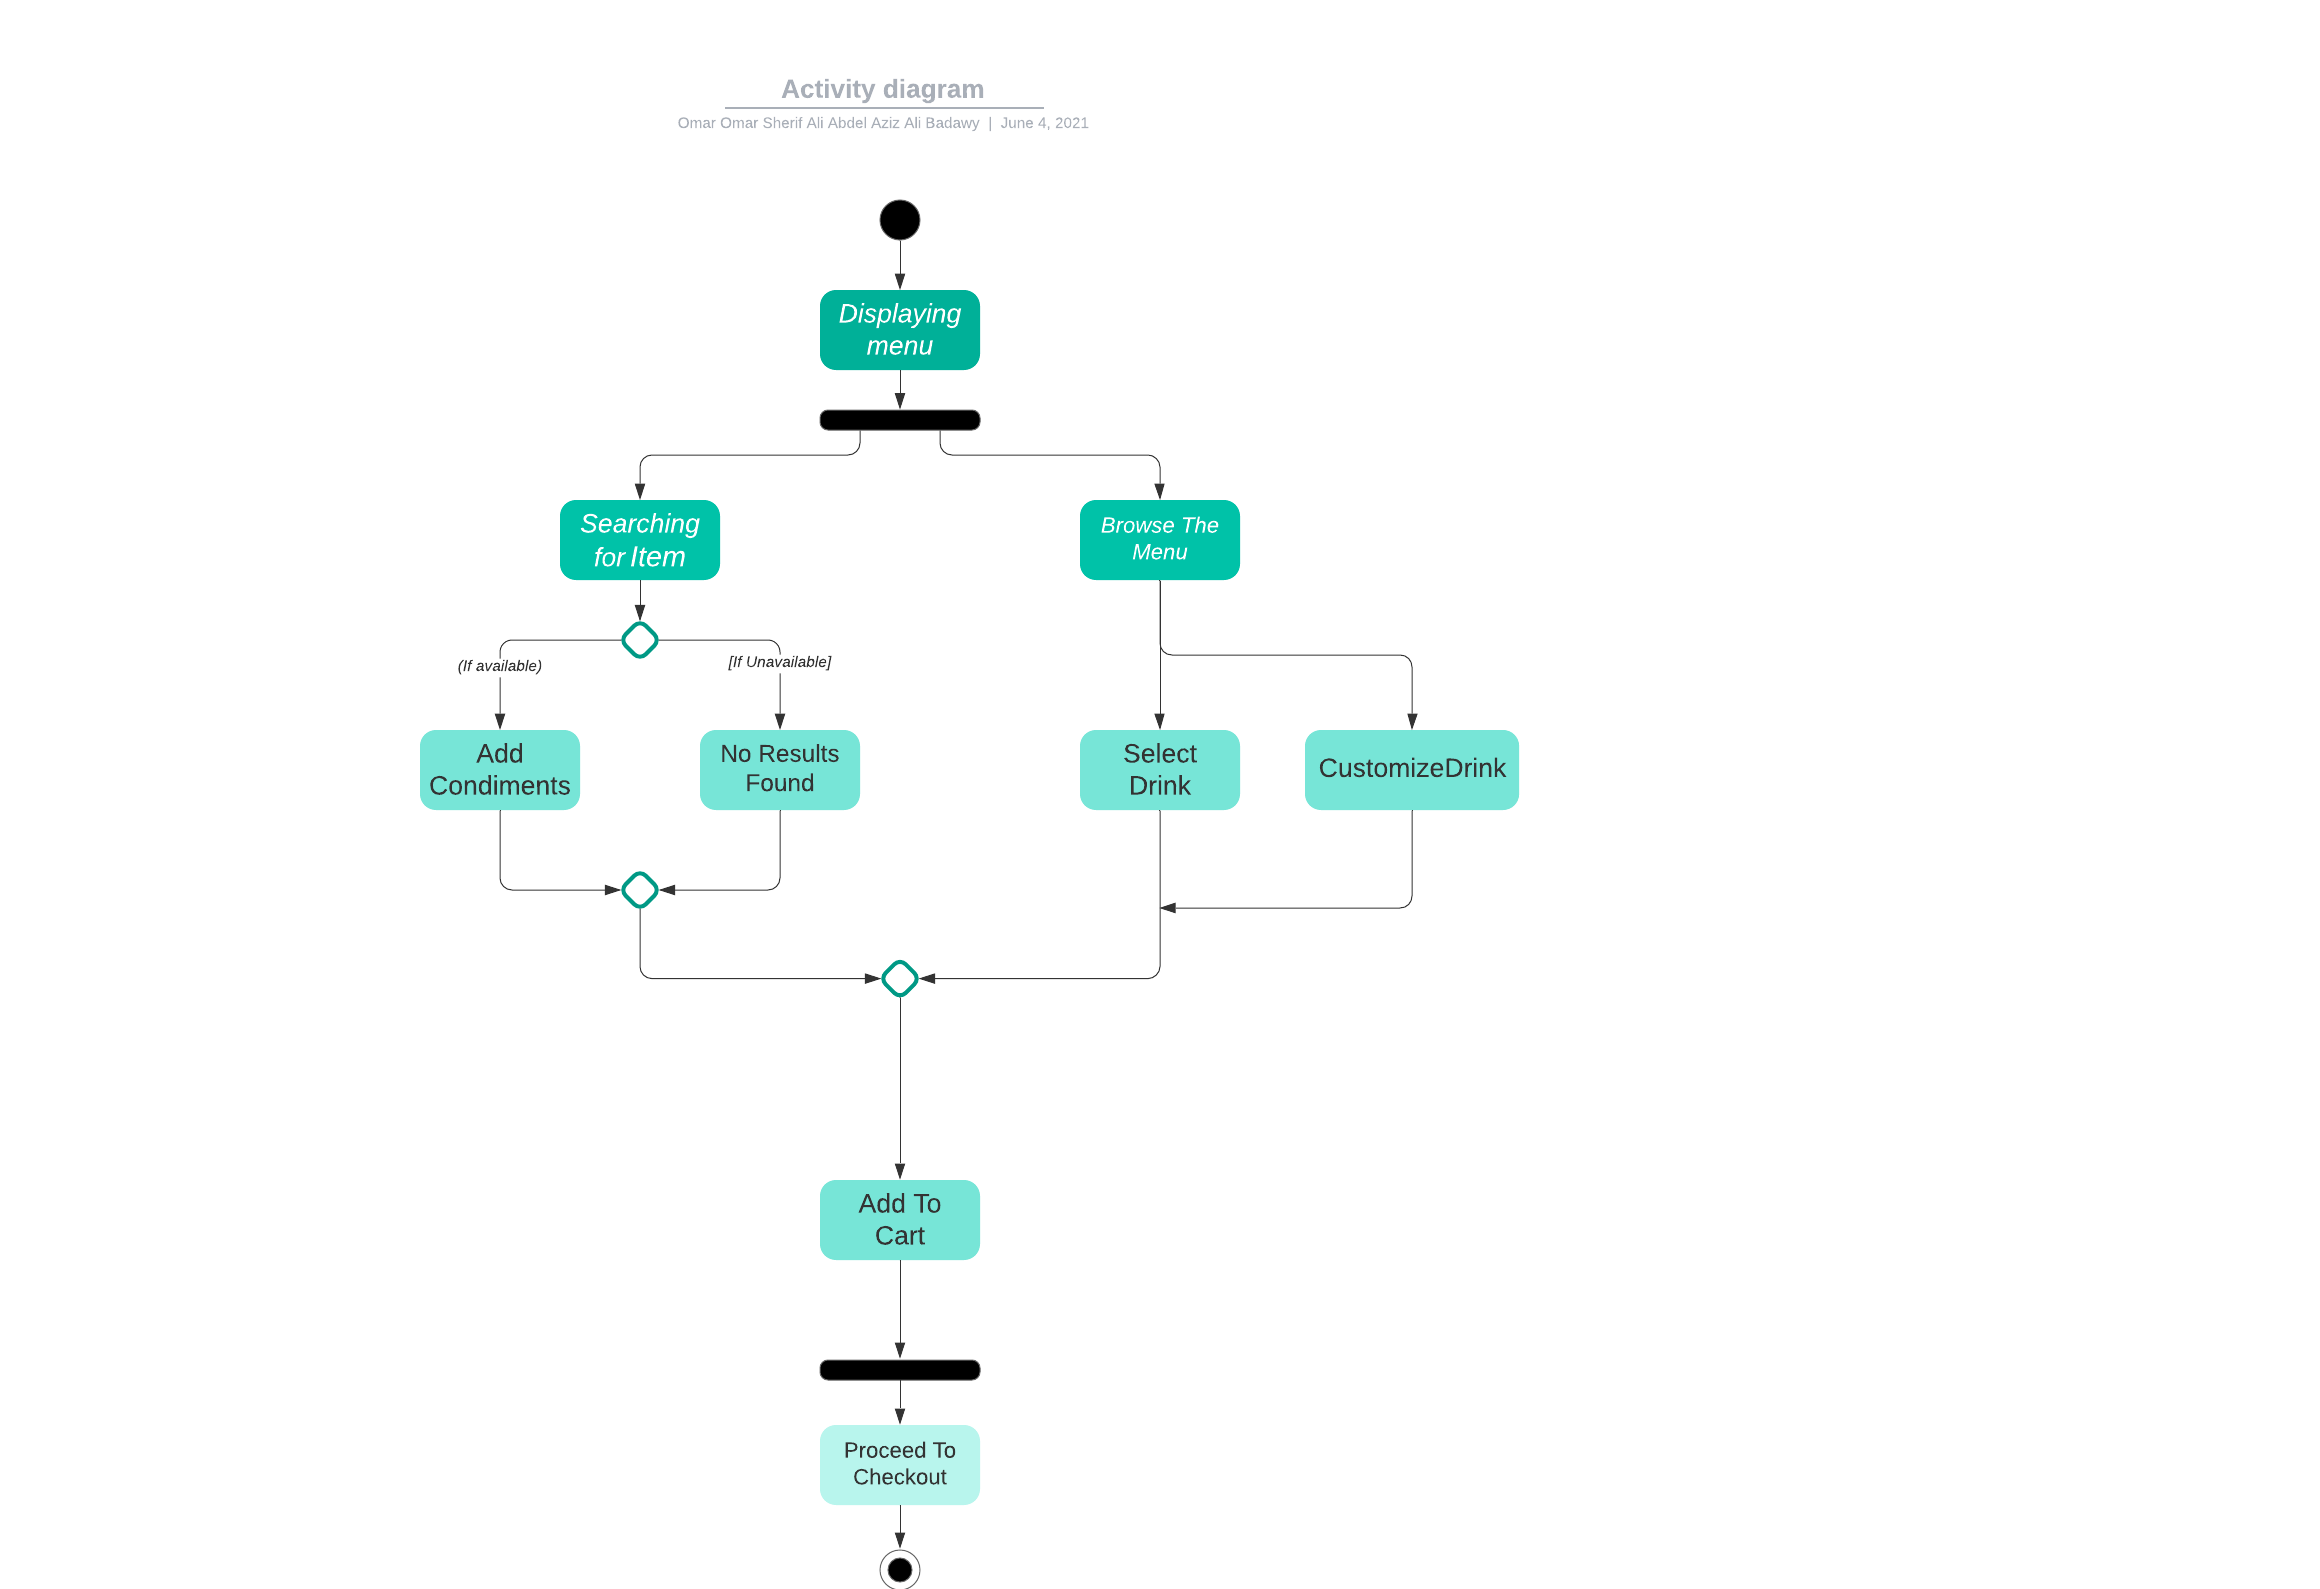 Activity diagram
Omar Omar Sherif Ali Abdel Aziz Ali Badawy | June 4, 2021
Displaying
menu
Searching
for Item
Browse The
Menu
(If available)
[If Unavailable]
Add
Condiments
No Results
Found
Select
Drink
CustomizeDrink
Add To
Cart
Proceed To
Checkout